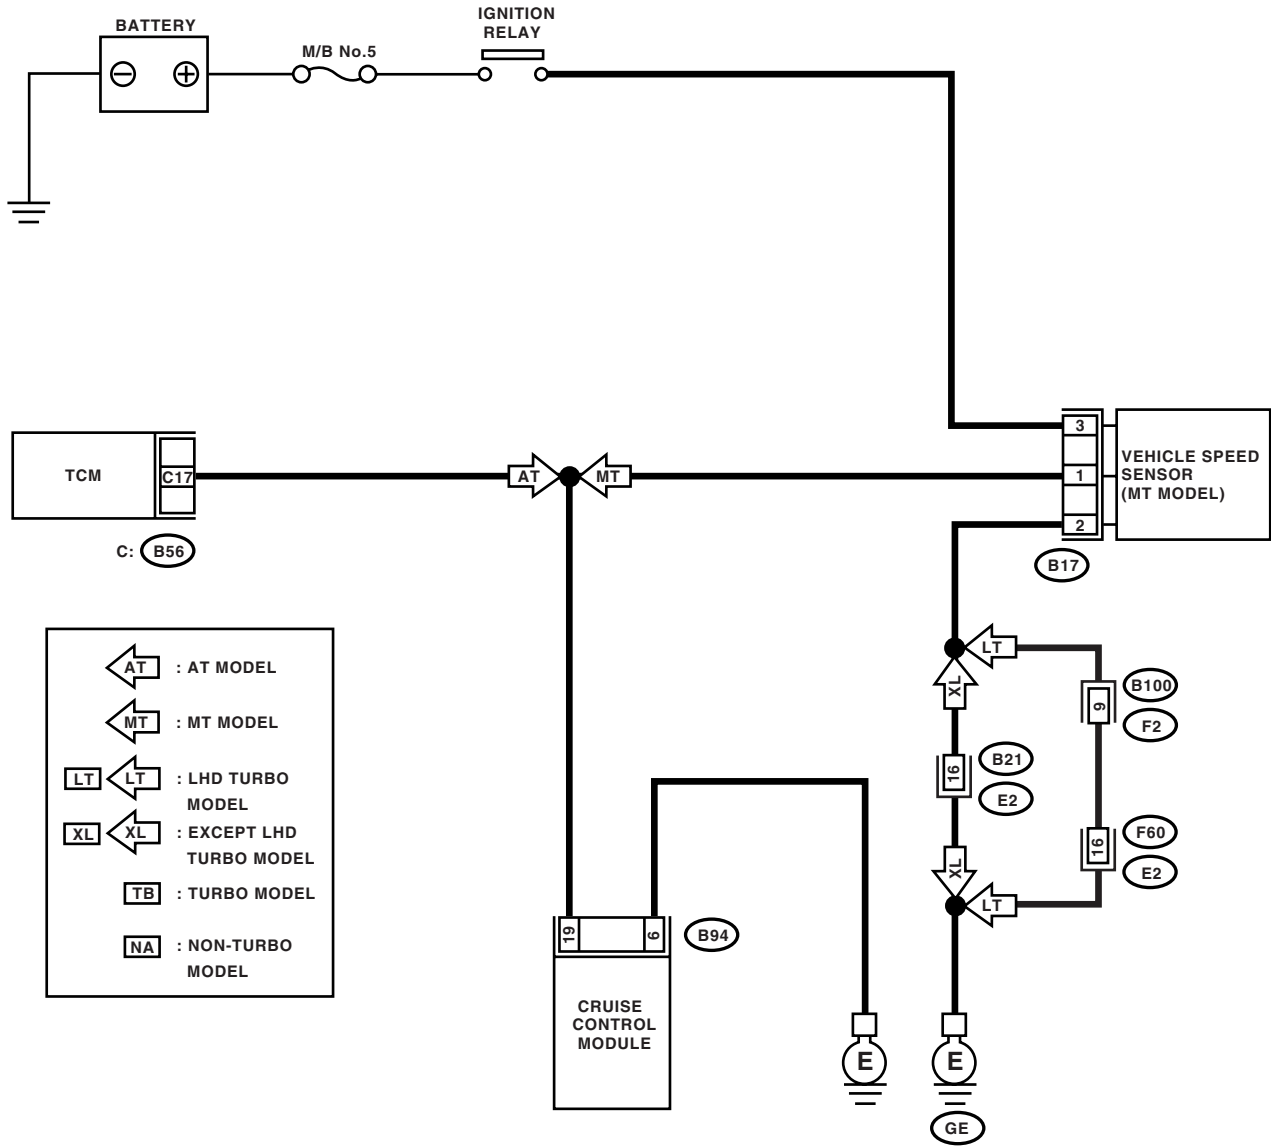 BATTERY
M/B No.5
IGNITION
RELAY
TCM
C17
C: B56
AT
MT
3
1
2
VEHICLE SPEED
SENSOR
(MT MODEL)
B17
AT : AT MODEL
MT : MT MODEL
LT LT : LHD TURBO
MODEL
XL XL : EXCEPT LHD
TURBO MODEL
TB : TURBO MODEL
NA : NON-TURBO
MODEL
LT
XL
9
B100
F2
16
B21
E2
16
F60
E2
XL
LT
19
6
B94
CRUISE
CONTROL
MODULE
E
E
GE